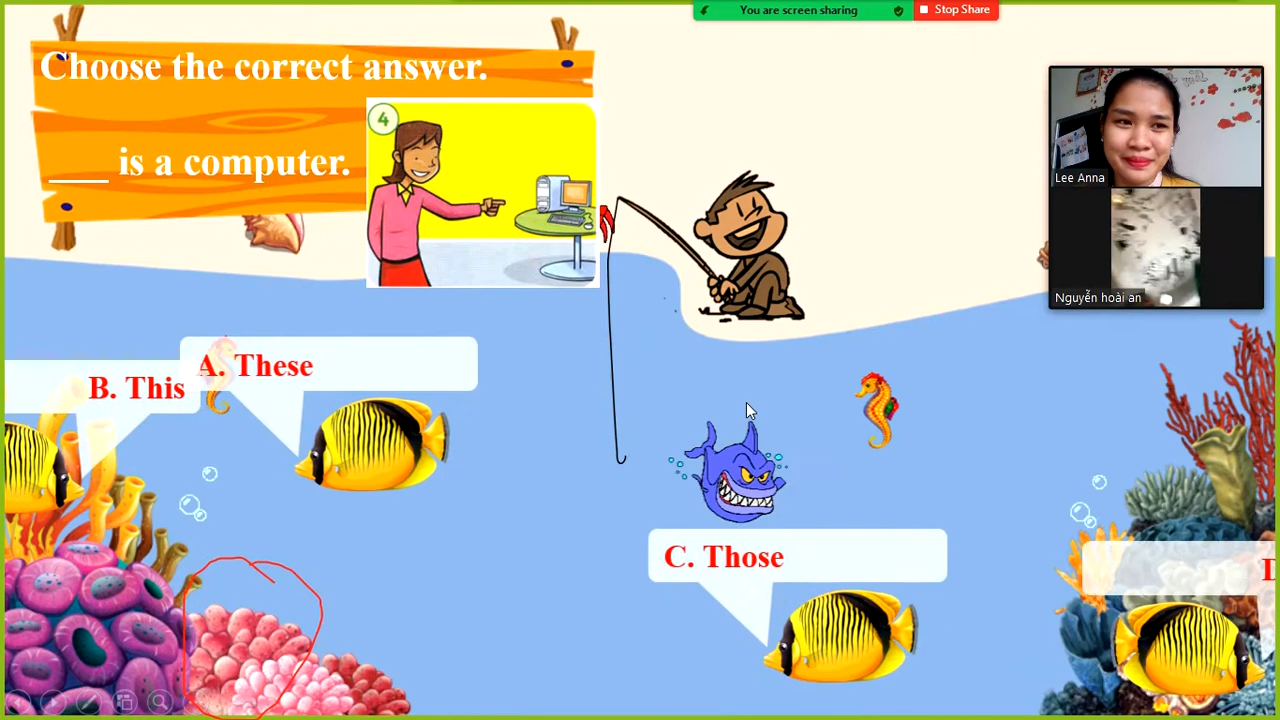 You are screen sharing
Stop Share
Choose the correct answer.
___ is a computer.
4
Lee Anna
Nguyễn hoài an
A. These
B. This
C. Those